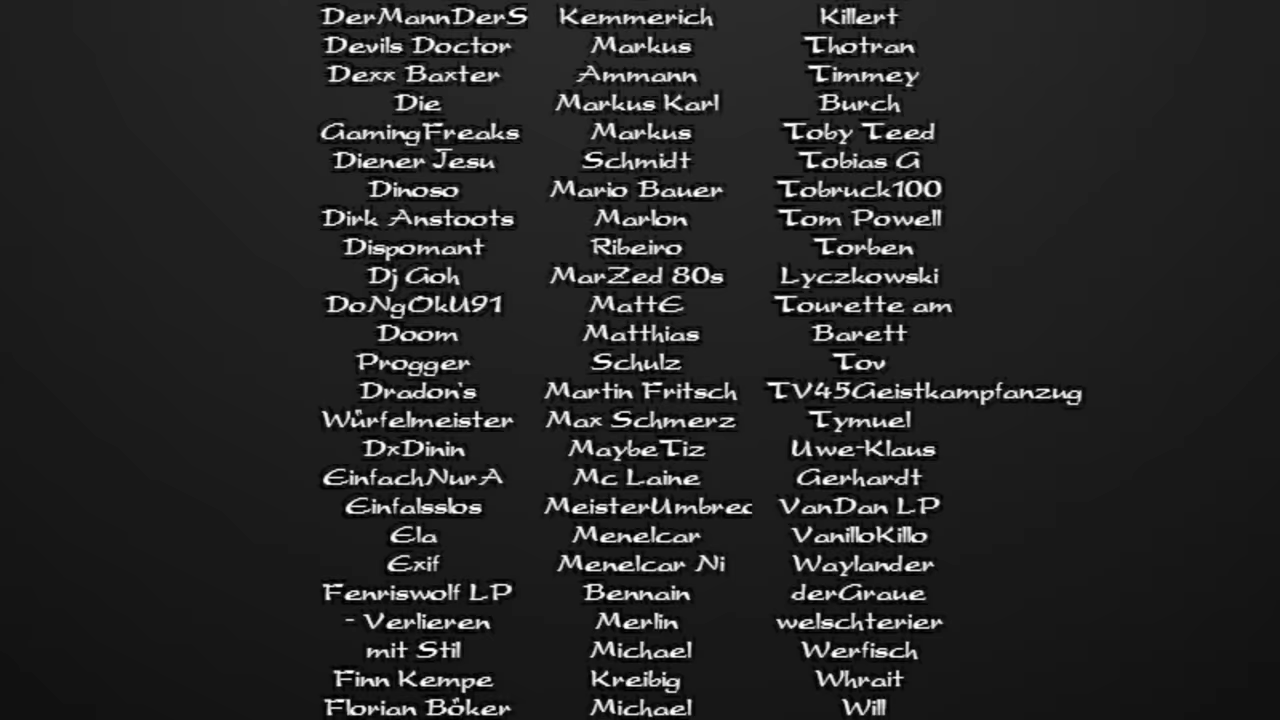 DerMannDerS
Devils Doctor
Dexx Baxter
Die
GamingFreaks
Diener Jesu
Dinoso
Dirk Anstoots
Dispomant
Dj Goh
DoNgOkU91
Doom
Progger
Dradon's
Würfelmeister
DxDinin
EinfachNurA
Einfalsslos
Ela
Exif
Fenriswolf LP
- Verlieren
mit Stil
Finn Kempe
Florian Böker
Kemmerich
Markus
Ammann
Markus Karl
Markus
Schmidt
Mario Bauer
Marlon
Ribeiro
MarZed 80s
MattE
Matthias
Schulz
Martin Fritsch
Max Schmerz
MaybeTiz
Mc Laine
MeisterUmbrec
Menelcar
Menelcar Ni
Bennain
Merlin
Michael
Kreibig
Michael
Killert
Thotran
Timmey
Burch
Toby Teed
Tobias G
Tobruck100
Tom Powell
Torben
Lyczkowski
Tourette am
Barett
Tov
TV45Geistkampfanzug
Tymuel
Uwe-Klaus
Gerhardt
VanDan LP
VanilloKillo
Waylander
derGraue
welschterier
Werfisch
Whrait
Will